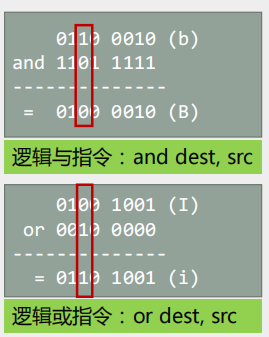 0110 0010 (b)
and 1101 1111
--------------
= 0100 0010 (B)
逻辑与指令：and dest, src
0100 1001 (I)
or 0010 0000
--------------
= 0110 1001 (i)
逻辑或指令：or dest, src